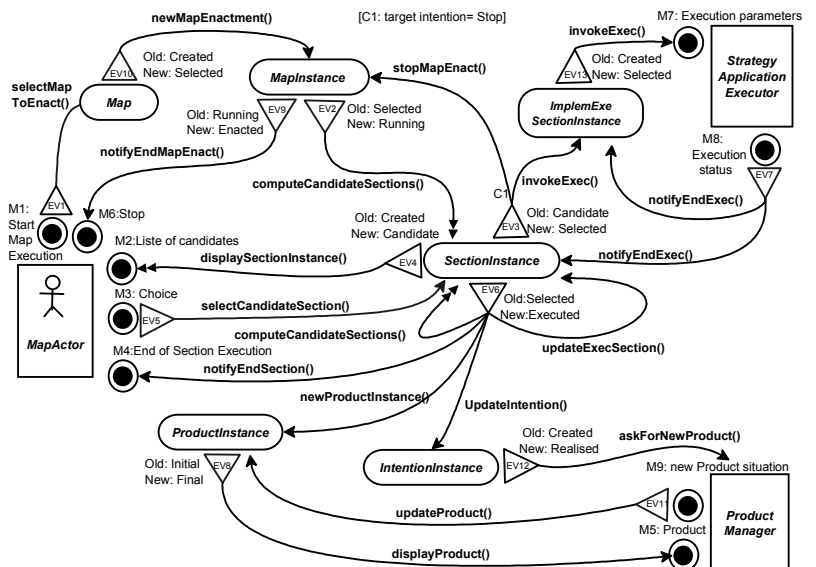 newMapEnactment()
[C1: target intention= Stop]
M7: Execution parameters
invokeExec()
Old: Created
New: Selected
EV10
MapInstance
stopMapEnact()
Old: Created
New: Selected
EV13
Strategy
Application
Executor
selectMap
ToEnact()
Map
Old: Running
New: Enacted
EV9
EV2
Old: Selected
New: Running
ImplemExe
SectionInstance
M8:
Execution
status
EV7
notifyEndMapEnact()
computeCandidateSections()
invokeExec()
C1
notifyEndExec()
EV1
M1:
Start
Map
Execution
M6:Stop
Old: Created
New: Candidate
EV3
Old: Candidate
New: Selected
M2:Liste of candidates
displaySectionInstance()
EV4
SectionInstance
notifyEndExec()
M3: Choice
EV5
selectCandidateSection()
EV6
Old:Selected
New:Executed
computeCandidateSections()
updateExecSection()
MapActor
M4:End of Section Execution
notifyEndSection()
newProductInstance()
UpdateIntention()
ProductInstance
Old: Created
New: Realised
askForNewProduct()
Old: Initial
New: Final
EV8
IntentionInstance
EV12
M9: new Product situation
EV11
updateProduct()
M5: Product
Product
Manager
displayProduct()